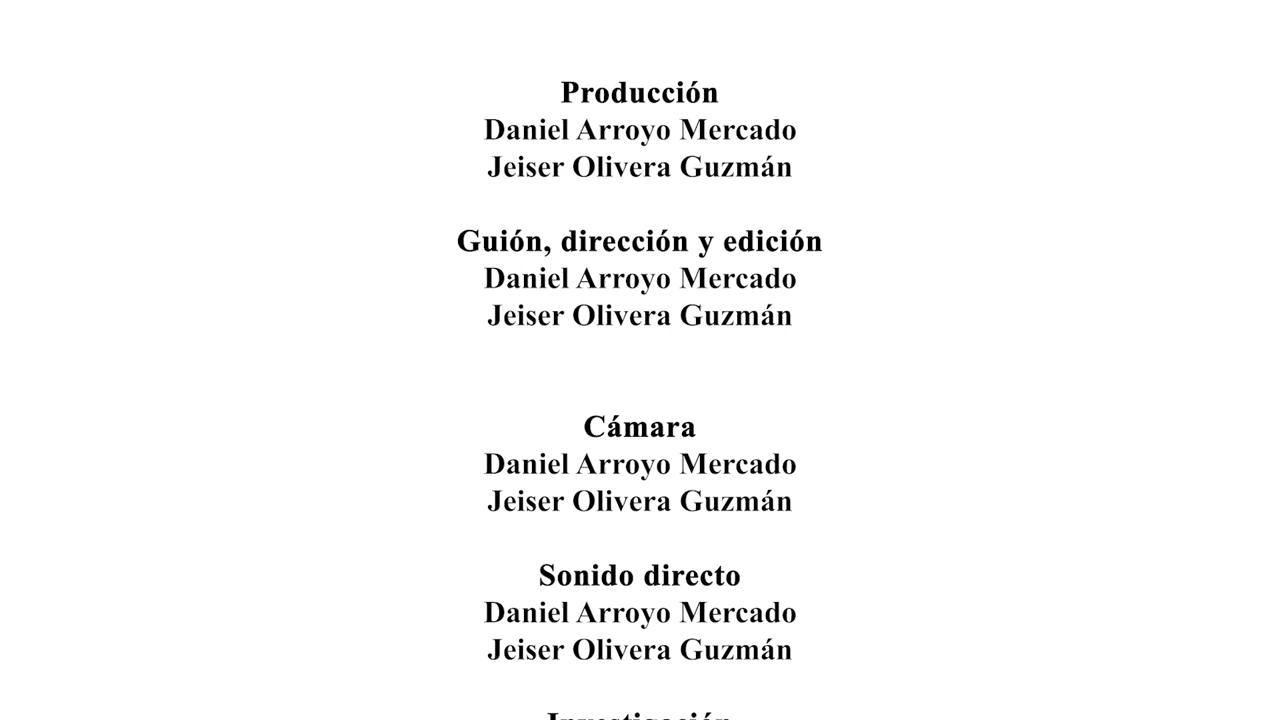 Producción
Daniel Arroyo Mercado
Jeiser Olivera Guzmán
Guión, dirección y edición
Daniel Arroyo Mercado
Jeiser Olivera Guzmán
Cámara
Daniel Arroyo Mercado
Jeiser Olivera Guzmán
Sonido directo
Daniel Arroyo Mercado
Jeiser Olivera Guzmán
Investigación